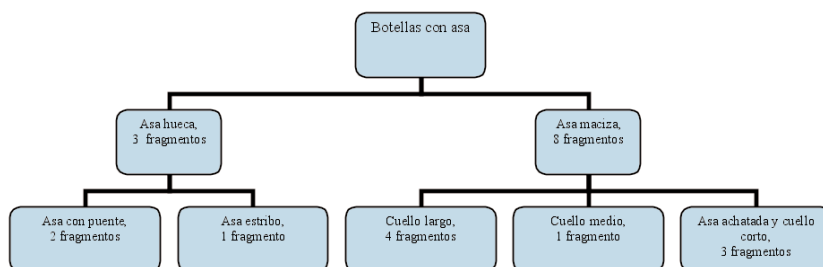 Botellas con asa
Asa hueca,
3 fragmentos
Asa maciza,
8 fragmentos
Asa con puente,
2 fragmentos
Asa estribo,
1 fragmento
Cuello largo,
4 fragmentos
Cuello medio,
1 fragmento
Asa achatada y cuello
corto,
3 fragmentos